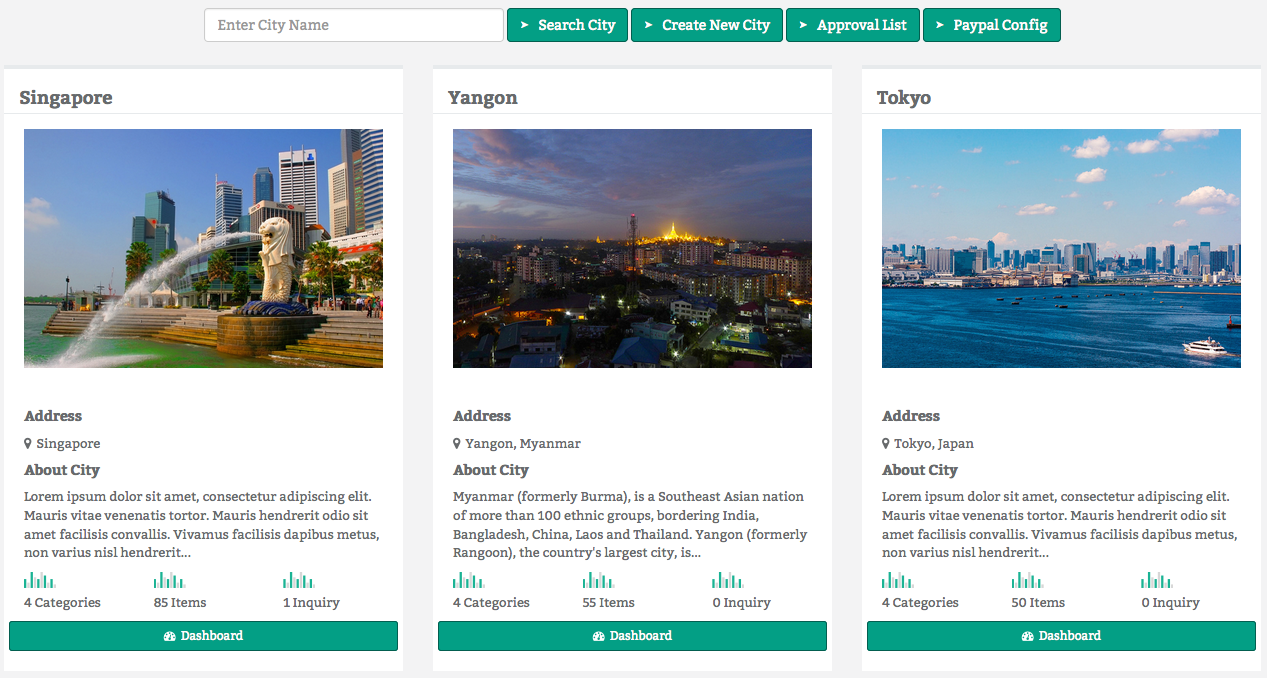 Enter City Name
➤ Search City
➤ Create New City
➤ Approval List
➤ Paypal Config
Singapore
Address
Singapore
About City
Lorem ipsum dolor sit amet, consectetur adipiscing elit.
Mauris vitae venenatis tortor. Mauris hendrerit odio sit
amet facilisis convallis. Vivamus facilisis dapibus metus,
non varius nisl hendrerit...
4 Categories
85 Items
1 Inquiry
Dashboard
Yangon
Address
Yangon, Myanmar
About City
Myanmar (formerly Burma), is a Southeast Asian nation
of more than 100 ethnic groups, bordering India,
Bangladesh, China, Laos and Thailand. Yangon (formerly
Rangoon), the country's largest city, is...
4 Categories
55 Items
0 Inquiry
Dashboard
Tokyo
Address
Tokyo, Japan
About City
Lorem ipsum dolor sit amet, consectetur adipiscing elit.
Mauris vitae venenatis tortor. Mauris hendrerit odio sit
amet facilisis convallis. Vivamus facilisis dapibus metus,
non varius nisl hendrerit...
4 Categories
50 Items
0 Inquiry
Dashboard